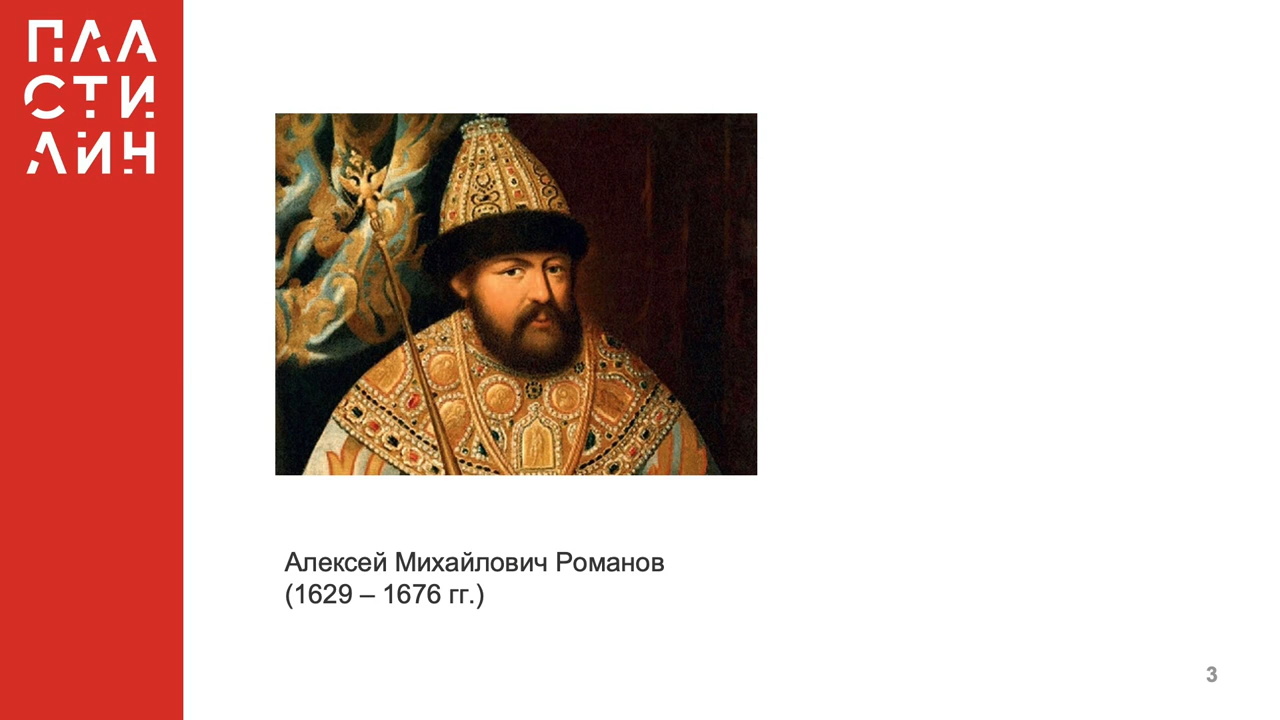 ПЛА
СТИ
ЛИН
Алексей Михайлович Романов
(1629 – 1676 гг.)
3